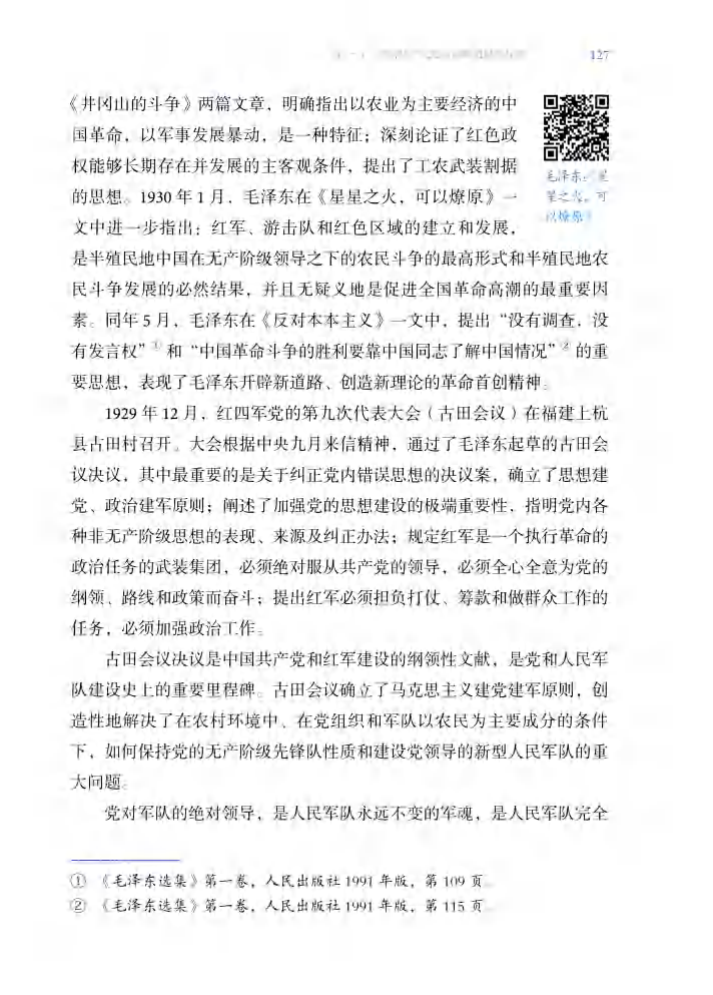 127
《井冈山的斗争》两篇文章，明确指出以农业为主要经济的中
国革命，以军事发展暴动，是一种特征；深刻论证了红色政
权能够长期存在并发展的主客观条件，提出了工农武装割据
的思想。1930 年 1 月，毛泽东在《星星之火，可以燎原》一
文中进一步指出：红军、游击队和红色区域的建立和发展，
毛泽东：《星
星之火，可
以燎原》
是半殖民地中国在无产阶级领导之下的农民斗争的最高形式和半殖民地农
民斗争发展的必然结果，并且无疑义地是促进全国革命高潮的最重要因
素。同年 5 月，毛泽东在《反对本本主义》一文中，提出“没有调查，没
有发言权”① 和“中国革命斗争的胜利要靠中国同志了解中国情况”② 的重
要思想，表现了毛泽东开辟新道路、创造新理论的革命首创精神。
1929 年 12 月，红四军党的第九次代表大会（古田会议）在福建上杭
县古田村召开。大会根据中央九月来信精神，通过了毛泽东起草的古田会
议决议，其中最重要的是关于纠正党内错误思想的决议案，确立了思想建
党、政治建军原则；阐述了加强党的思想建设的极端重要性，指明党内各
种非无产阶级思想的表现、来源及纠正办法；规定红军是一个执行革命的
政治任务的武装集团，必须绝对服从共产党的领导，必须全心全意为党的
纲领、路线和政策而奋斗；提出红军必须担负打仗、筹款和做群众工作的
任务，必须加强政治工作。
古田会议决议是中国共产党和红军建设的纲领性文献，是党和人民军
队建设史上的重要里程碑。古田会议确立了马克思主义建党建军原则，创
造性地解决了在农村环境中、在党组织和军队以农民为主要成分的条件
下，如何保持党的无产阶级先锋队性质和建设党领导的新型人民军队的重
大问题。
党对军队的绝对领导，是人民军队永远不变的军魂，是人民军队完全
① 《毛泽东选集》第一卷，人民出版社 1991 年版，第 109 页。
② 《毛泽东选集》第一卷，人民出版社 1991 年版，第 115 页。